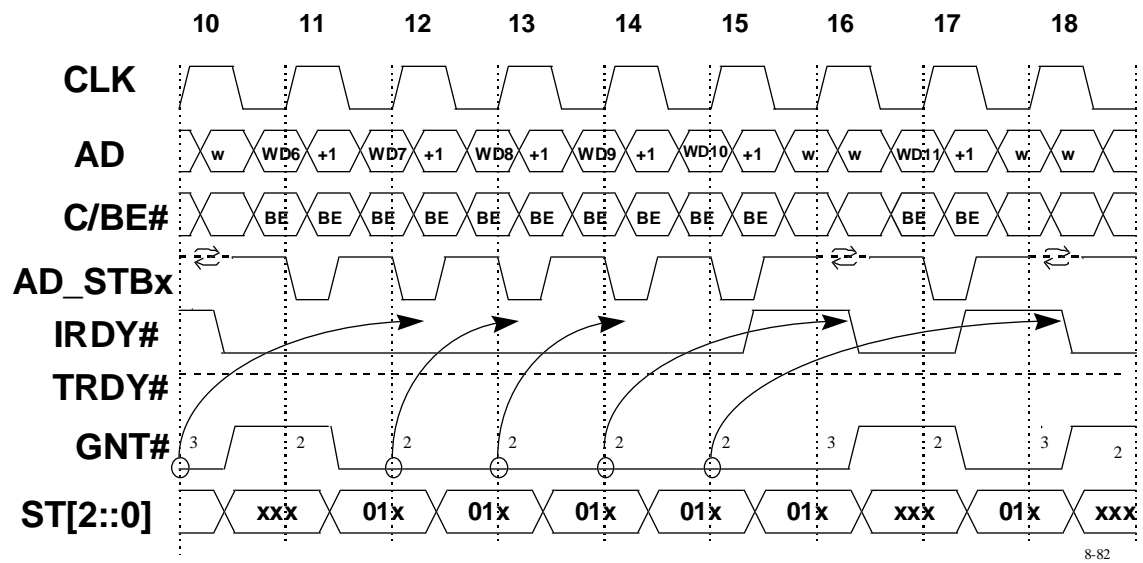 10 11 12 13 14 15 16 17 18
CLK
AD w WD6 +1 WD7 +1 WD8 +1 WD9 +1 WD10 +1 w w WD11 +1 w w
C/BE# BE BE BE BE BE BE BE BE BE BE BE BE
AD_STBx
IRDY#
TRDY#
GNT# 3 2 2 2 2 2 3 2 3 2
ST[2::0] xxx 01x 01x 01x 01x 01x xxx 01x xxx
8-82